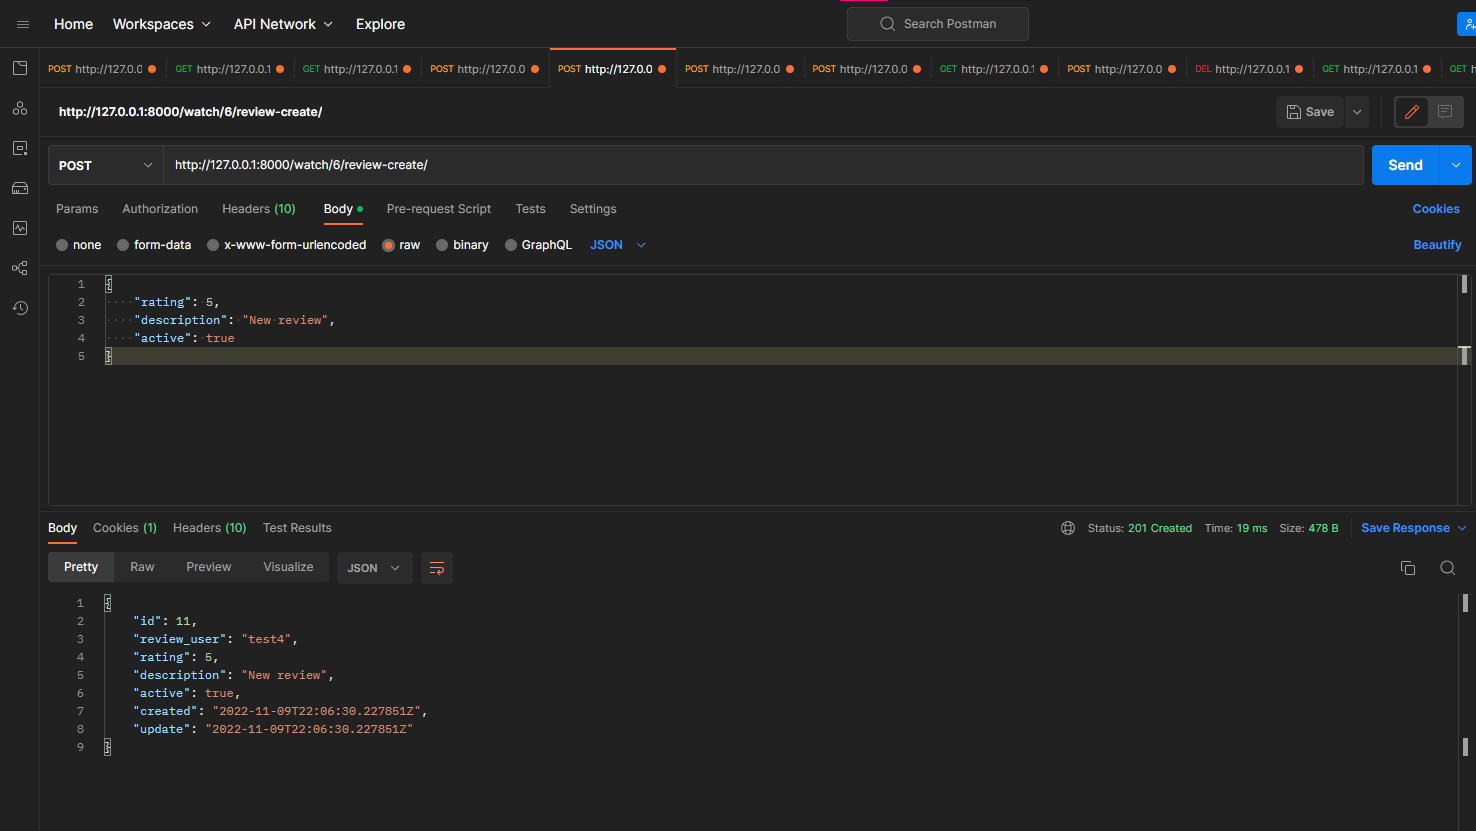 Home Workspaces API Network Explore Search Postman
POST http://127.0.0 GET http://127.0.0.1 GET http://127.0.0.1 POST http://127.0.0 POST http://127.0.0 POST http://127.0.0 POST http://127.0.0 GET http://127.0.0.1 POST http://127.0.0 DEL http://127.0.0.1 GET http://127.0.0.1 GET h
http://127.0.0.1:8000/watch/6/review-create/ Save
POST http://127.0.0.1:8000/watch/6/review-create/ Send
Params Authorization Headers (10) Body Pre-request Script Tests Settings Cookies
none form-data x-www-form-urlencoded raw binary GraphQL JSON Beautify
1 {
2 "rating": 5,
3 "description": "New review",
4 "active": true
5 }
Body Cookies (1) Headers (10) Test Results Status: 201 Created Time: 19 ms Size: 478 B Save Response
Pretty Raw Preview Visualize JSON
1 {
2 "id": 11,
3 "review_user": "test4",
4 "rating": 5,
5 "description": "New review",
6 "active": true,
7 "created": "2022-11-09T22:06:30.227851Z",
8 "update": "2022-11-09T22:06:30.227851Z"
9 }